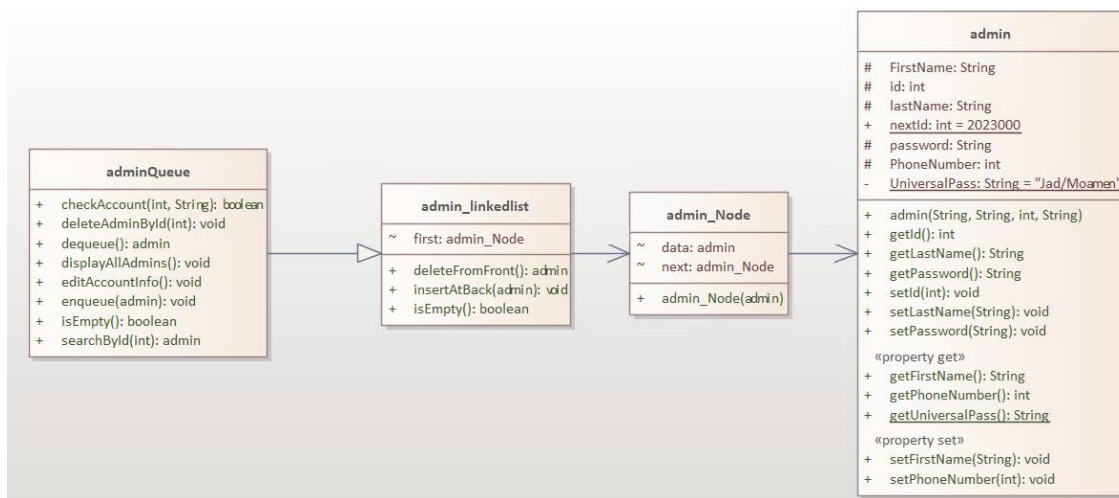 adminQueue
+ checkAccount(int, String): boolean
+ deleteAdminById(int): void
+ dequeue(): admin
+ displayAllAdmins(): void
+ editAccountInfo(): void
+ enqueue(admin): void
+ isEmpty(): boolean
+ searchById(int): admin
admin_linkedlist
~ first: admin_Node
+ deleteFromFront(): admin
+ insertAtBack(admin): void
+ isEmpty(): boolean
admin_Node
~ data: admin
~ next: admin_Node
+ admin_Node(admin)
admin
# FirstName: String
# id: int
# lastName: String
+ nextId: int = 2023000
# password: String
# PhoneNumber: int
- UniversalPass: String = "Jad/Moamen"
+ admin(String, String, int, String)
+ getId(): int
+ getLastName(): String
+ getPassword(): String
+ setId(int): void
+ setLastName(String): void
+ setPassword(String): void
«property get»
+ getFirstName(): String
+ getPhoneNumber(): int
+ getUniversalPass(): String
«property set»
+ setFirstName(String): void
+ setPhoneNumber(int): void